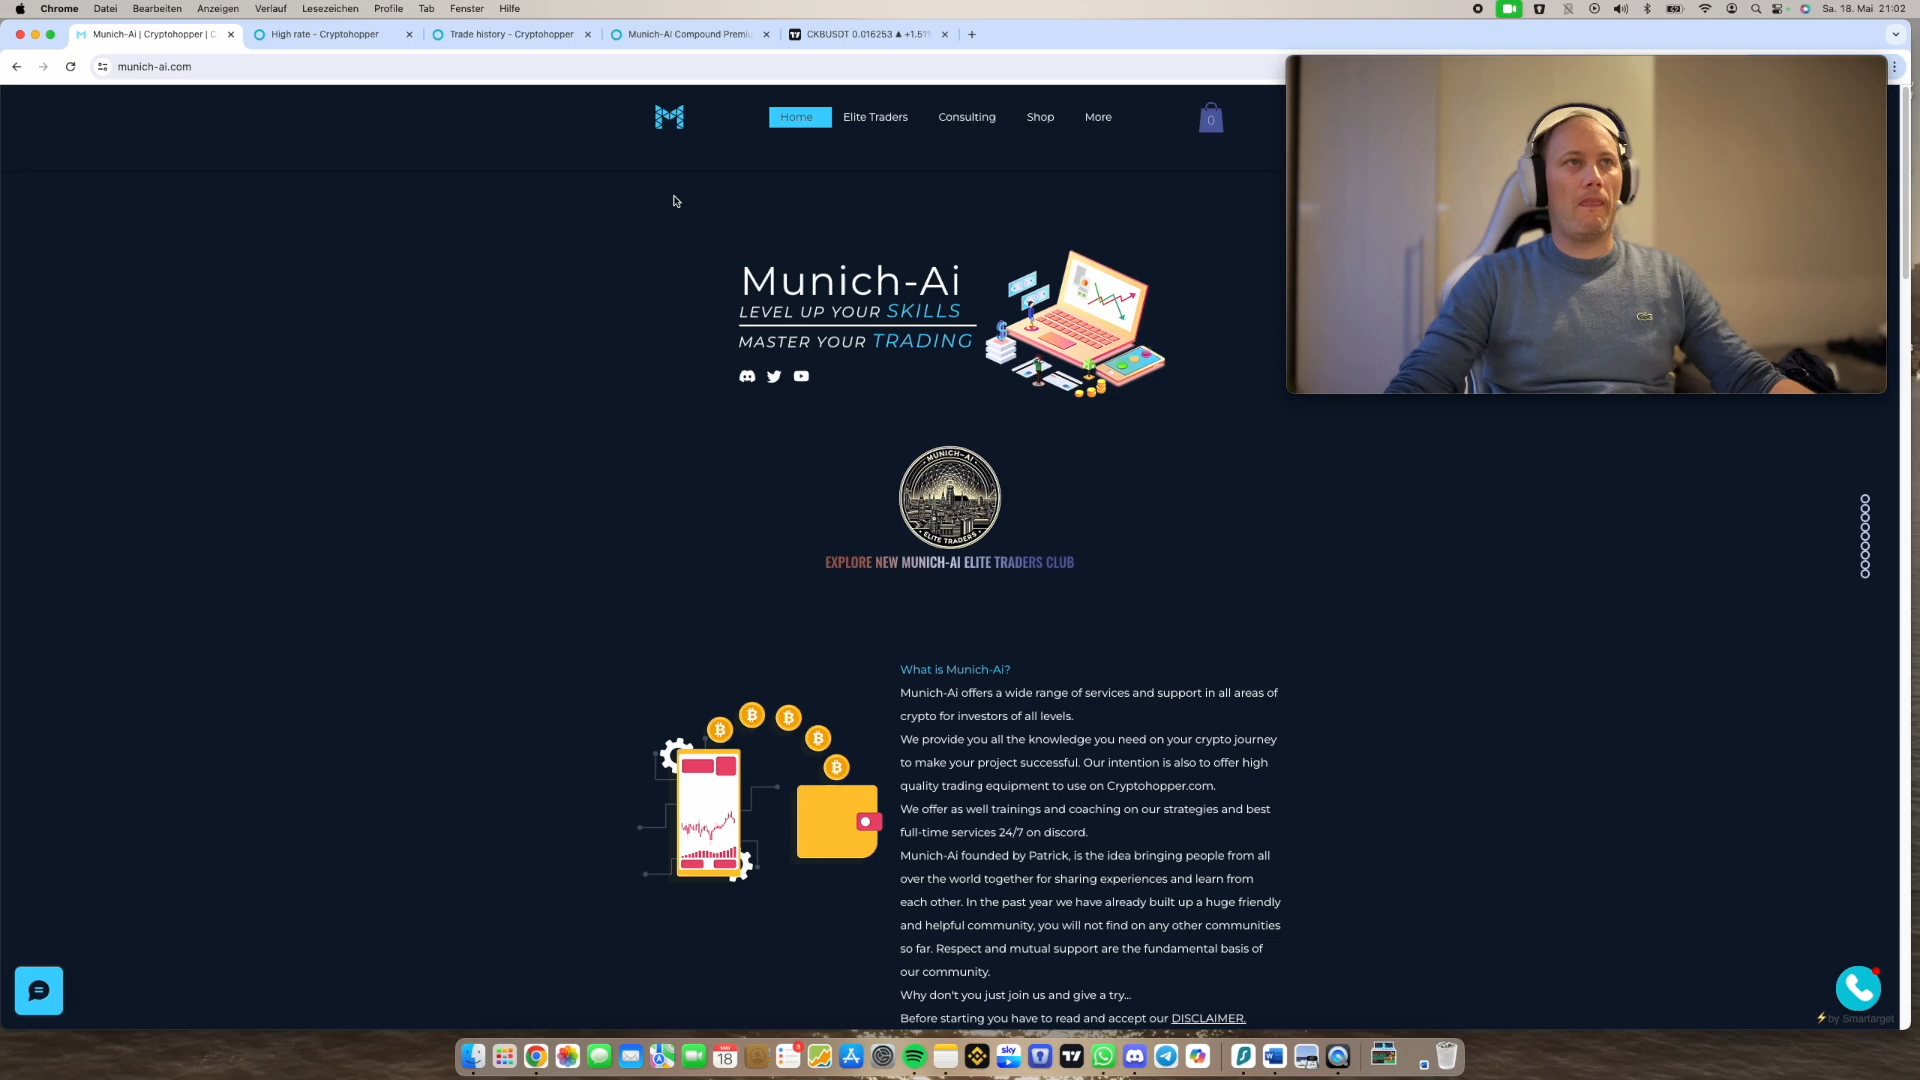 Chrome Datei Bearbeiten Anzeigen Verlauf Lesezeichen Profile Tab Fenster Hilfe
Sa. 18. Mai 21:02
Munich-Ai | Cryptohopper | C
High rate - Cryptohopper
Trade history - Cryptohopper
Munich-AI Compound Premiu
CKBUSDT 0.016253 ▲ +1.51%
munich-ai.com
Home
Elite Traders
Consulting
Shop
More
0
Munich-Ai
LEVEL UP YOUR SKILLS
MASTER YOUR TRADING
MUNICH-AI
ELITE TRADERS
EXPLORE NEW MUNICH-AI ELITE TRADERS CLUB
What is Munich-Ai?
Munich-Ai offers a wide range of services and support in all areas of
crypto for investors of all levels.
We provide you all the knowledge you need on your crypto journey
to make your project successful. Our intention is also to offer high
quality trading equipment to use on Cryptohopper.com.
We offer as well trainings and coaching on our strategies and best
full-time services 24/7 on discord.
Munich-Ai founded by Patrick, is the idea bringing people from all
over the world together for sharing experiences and learn from
each other. In the past year we have already built up a huge friendly
and helpful community, you will not find on any other communities
so far. Respect and mutual support are the fundamental basis of
our community.
Why don't you just join us and give a try...
Before starting you have to read and accept our DISCLAIMER.
⚡by Smartarget
MAI
18
3
sky